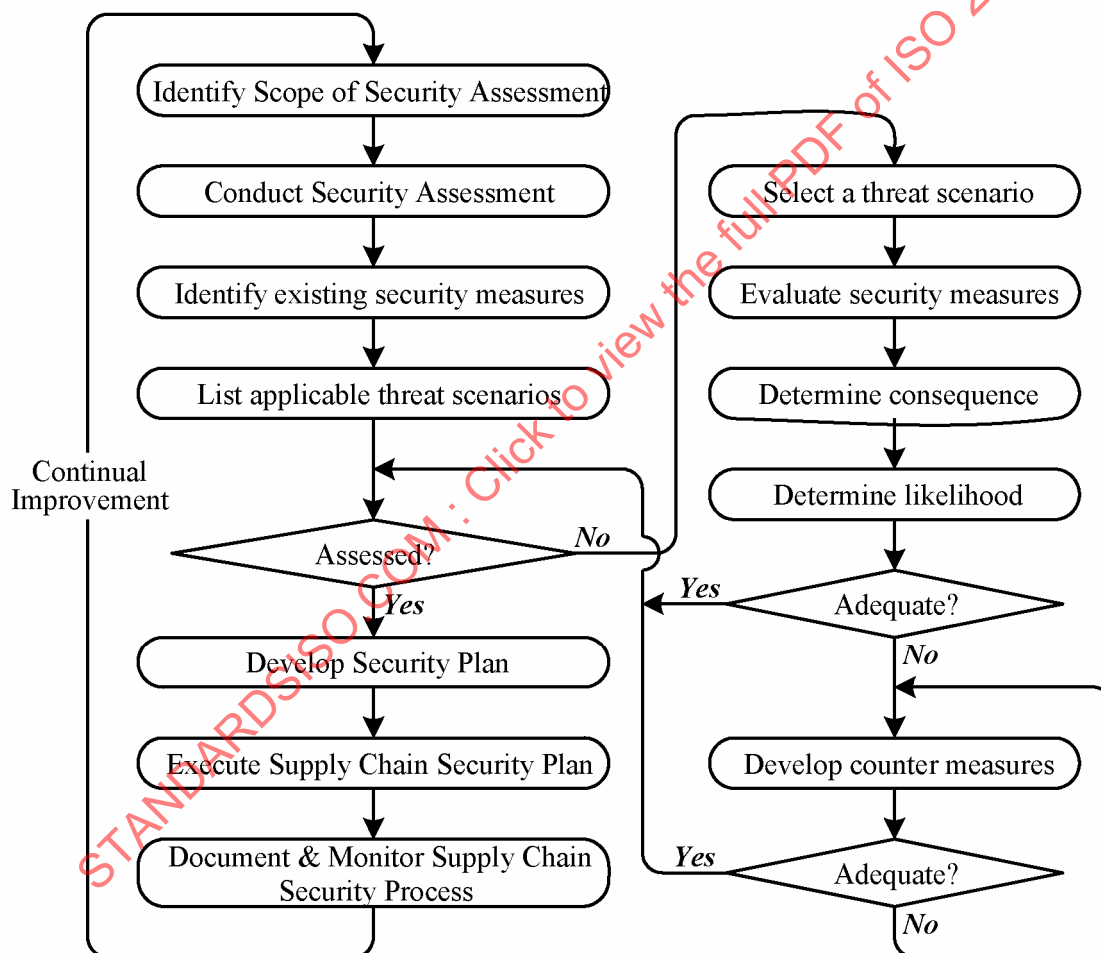 Identify Scope of Security Assessment
Conduct Security Assessment
Identify existing security measures
List applicable threat scenarios
Continual
Improvement
Assessed?
No
Yes
Develop Security Plan
Execute Supply Chain Security Plan
Document & Monitor Supply Chain
Security Process
Select a threat scenario
Evaluate security measures
Determine consequence
Determine likelihood
Adequate?
Yes
No
Develop counter measures
Adequate?
Yes
No
STANDARDSISO.COM : Click to view the full PDF of ISO 2